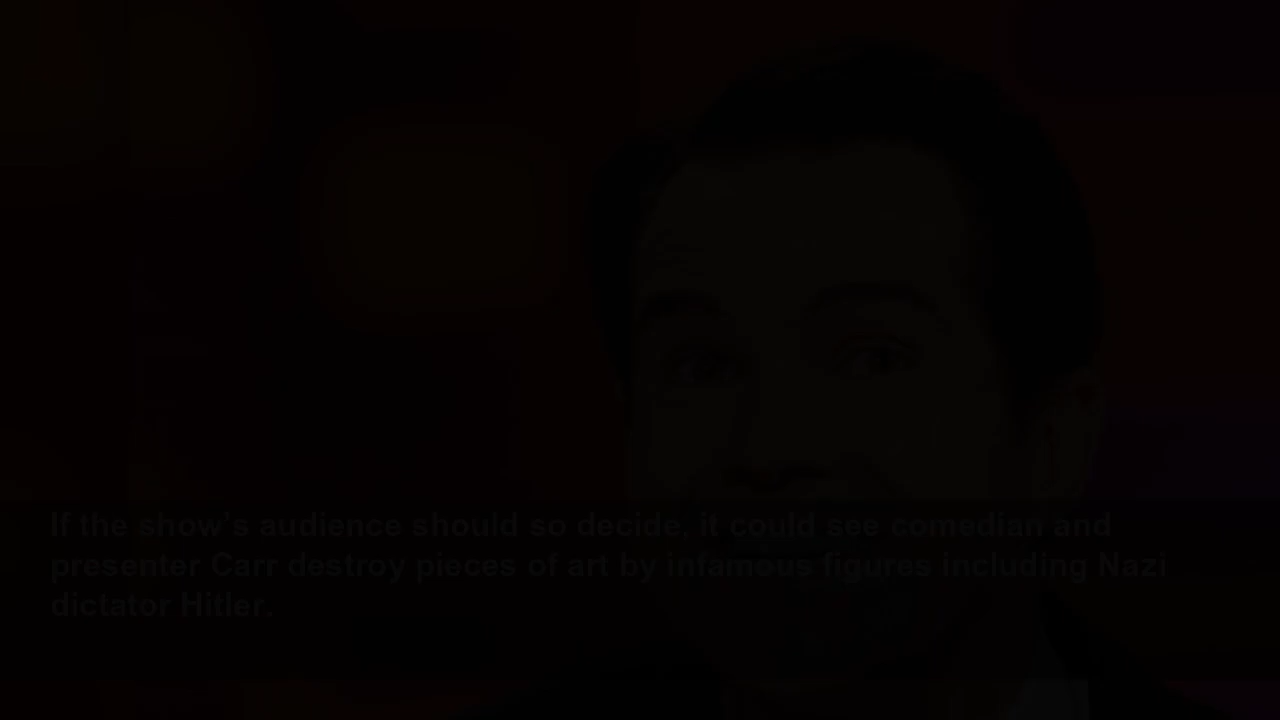 If the show's audience should so decide, it could see comedian and
presenter Carr destroy pieces of art by infamous figures including Nazi
dictator Hitler.